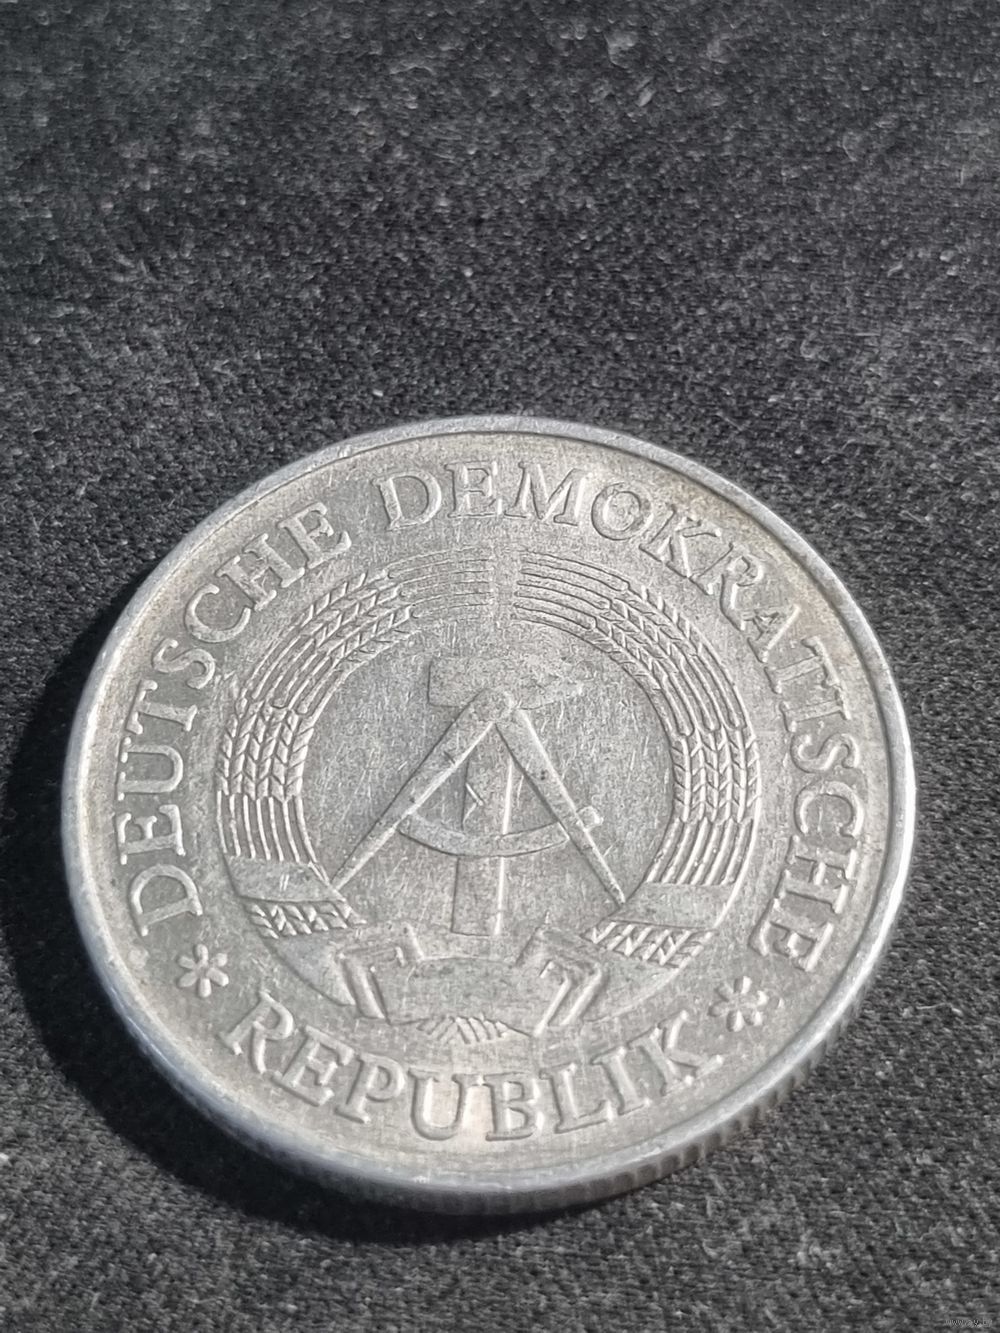 DEUTSCHE DEMOKRATISCHE
* REPUBLIK *